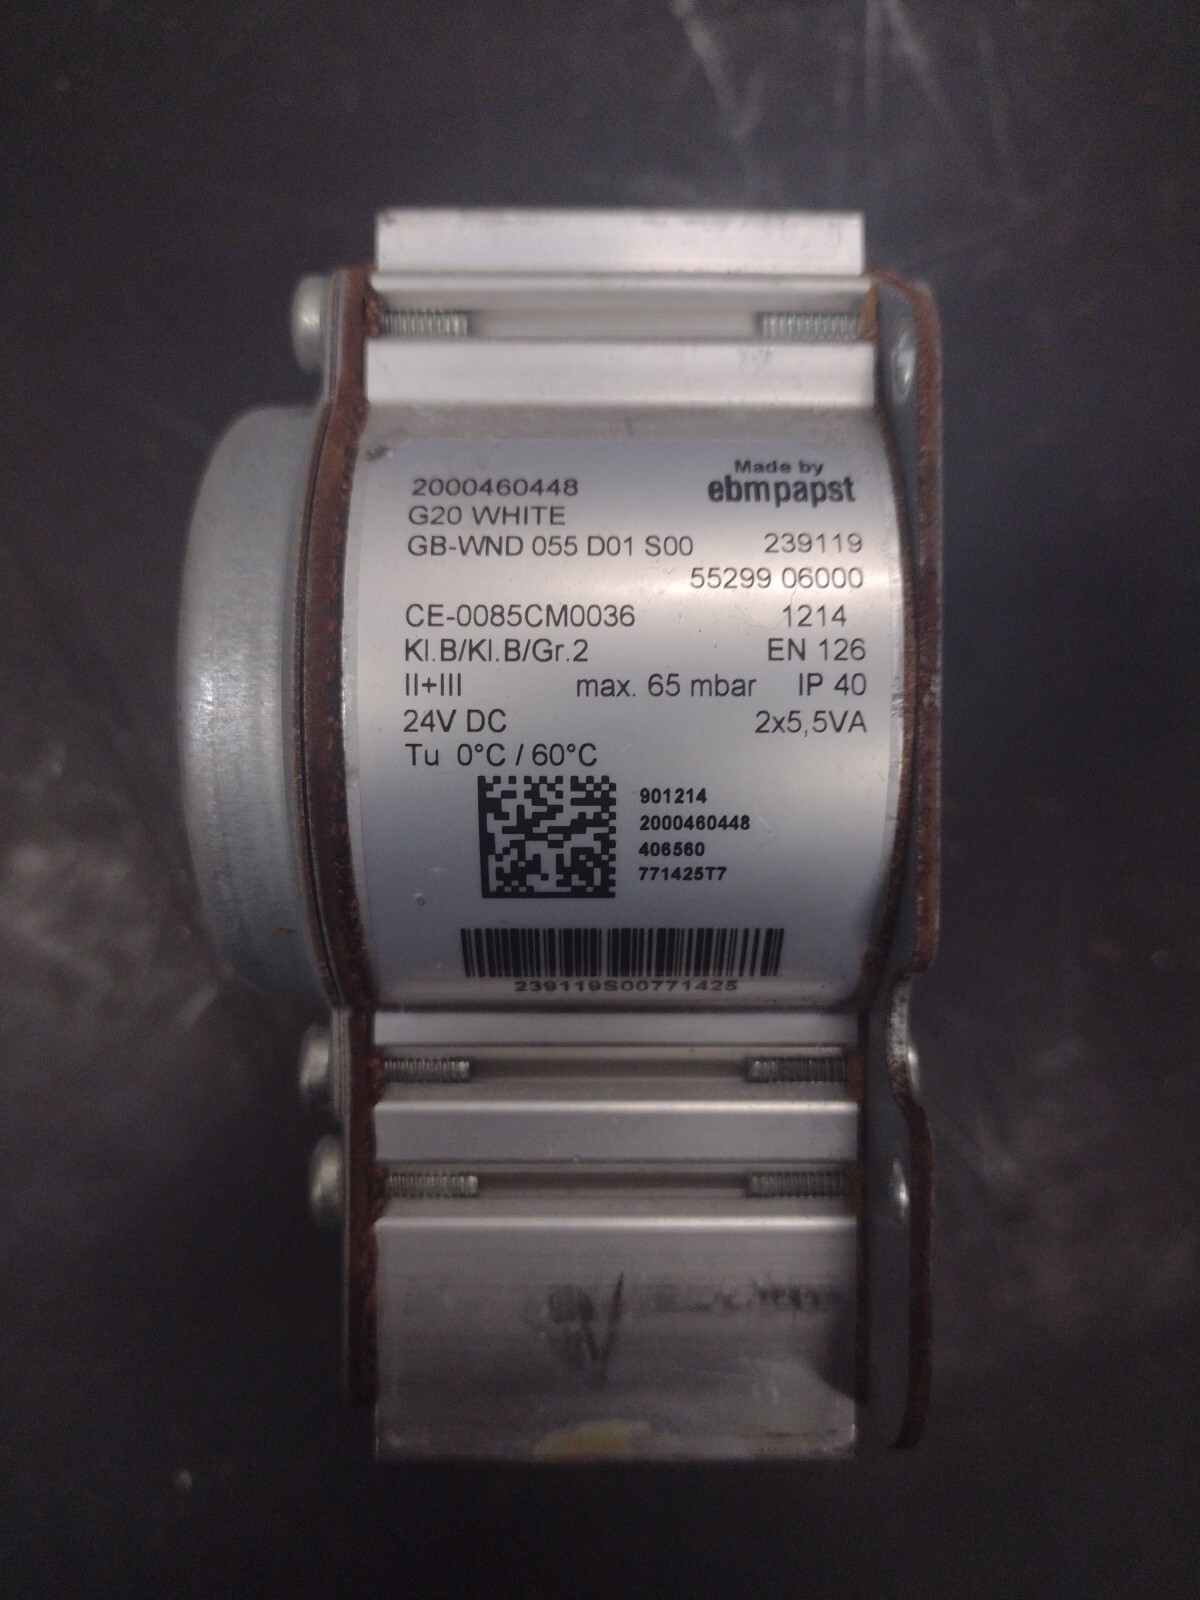 Made by
ebmpapst
2000460448
G20 WHITE
GB-WND 055 D01 S00 239119
55299 06000
CE-0085CM0036 1214
Kl.B/Kl.B/Gr.2 EN 126
II+III max. 65 mbar IP 40
24V DC 2x5,5VA
Tu 0°C / 60°C
901214
2000460448
406560
771425T7
239119S00771425